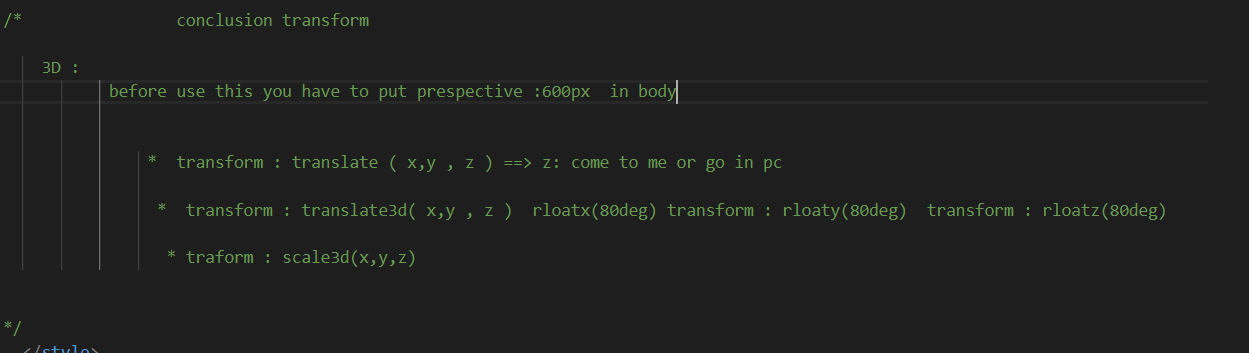 /* conclusion transform
3D :
before use this you have to put prespective :600px in body
* transform : translate ( x,y , z ) ==> z: come to me or go in pc
* transform : translate3d( x,y , z ) rloatx(80deg) transform : rloaty(80deg) transform : rloatz(80deg)
* traform : scale3d(x,y,z)
*/
</style>